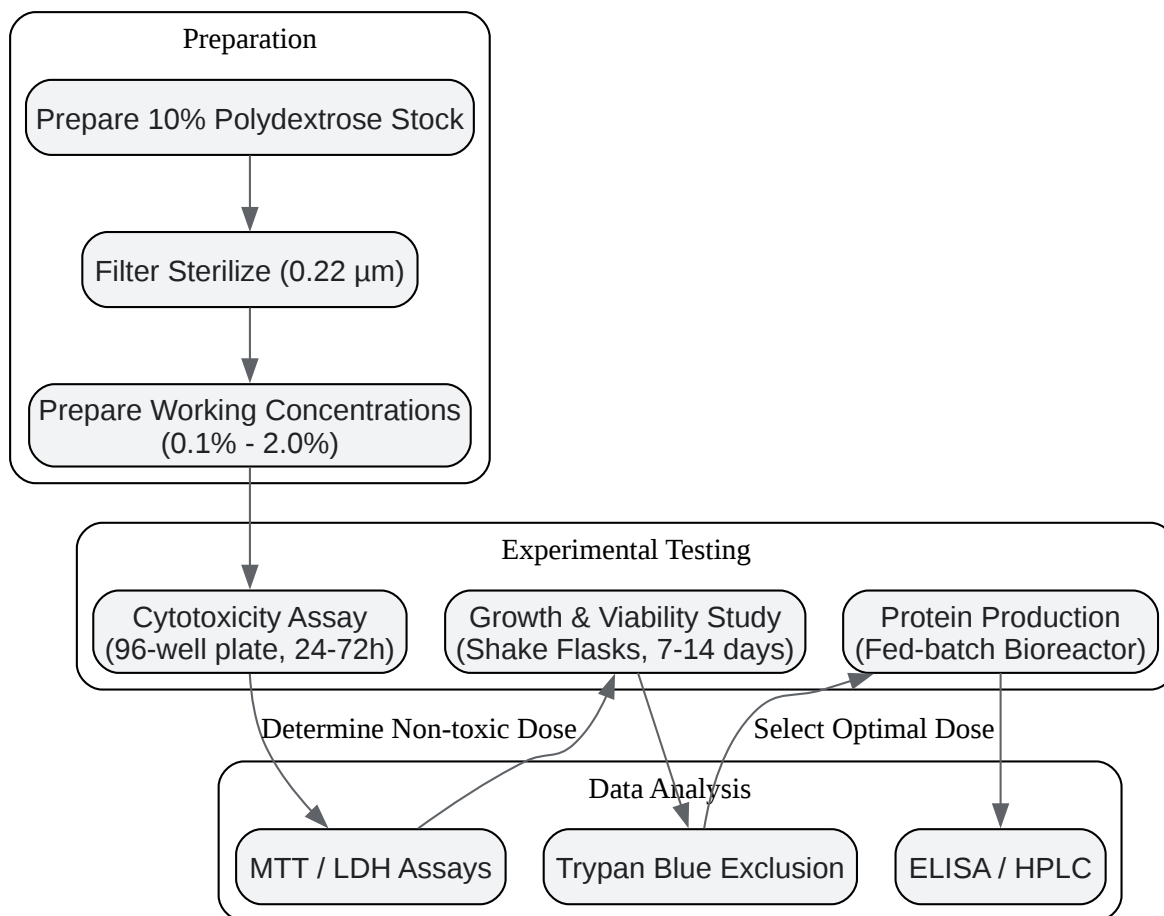 Preparation
Prepare 10% Polydextrose Stock
Filter Sterilize (0.22 µm)
Prepare Working Concentrations
(0.1% - 2.0%)
Experimental Testing
Cytotoxicity Assay
(96-well plate, 24-72h)
Growth & Viability Study
(Shake Flasks, 7-14 days)
Protein Production
(Fed-batch Bioreactor)
Determine Non-toxic Dose
Select Optimal Dose
Data Analysis
MTT / LDH Assays
Trypan Blue Exclusion
ELISA / HPLC